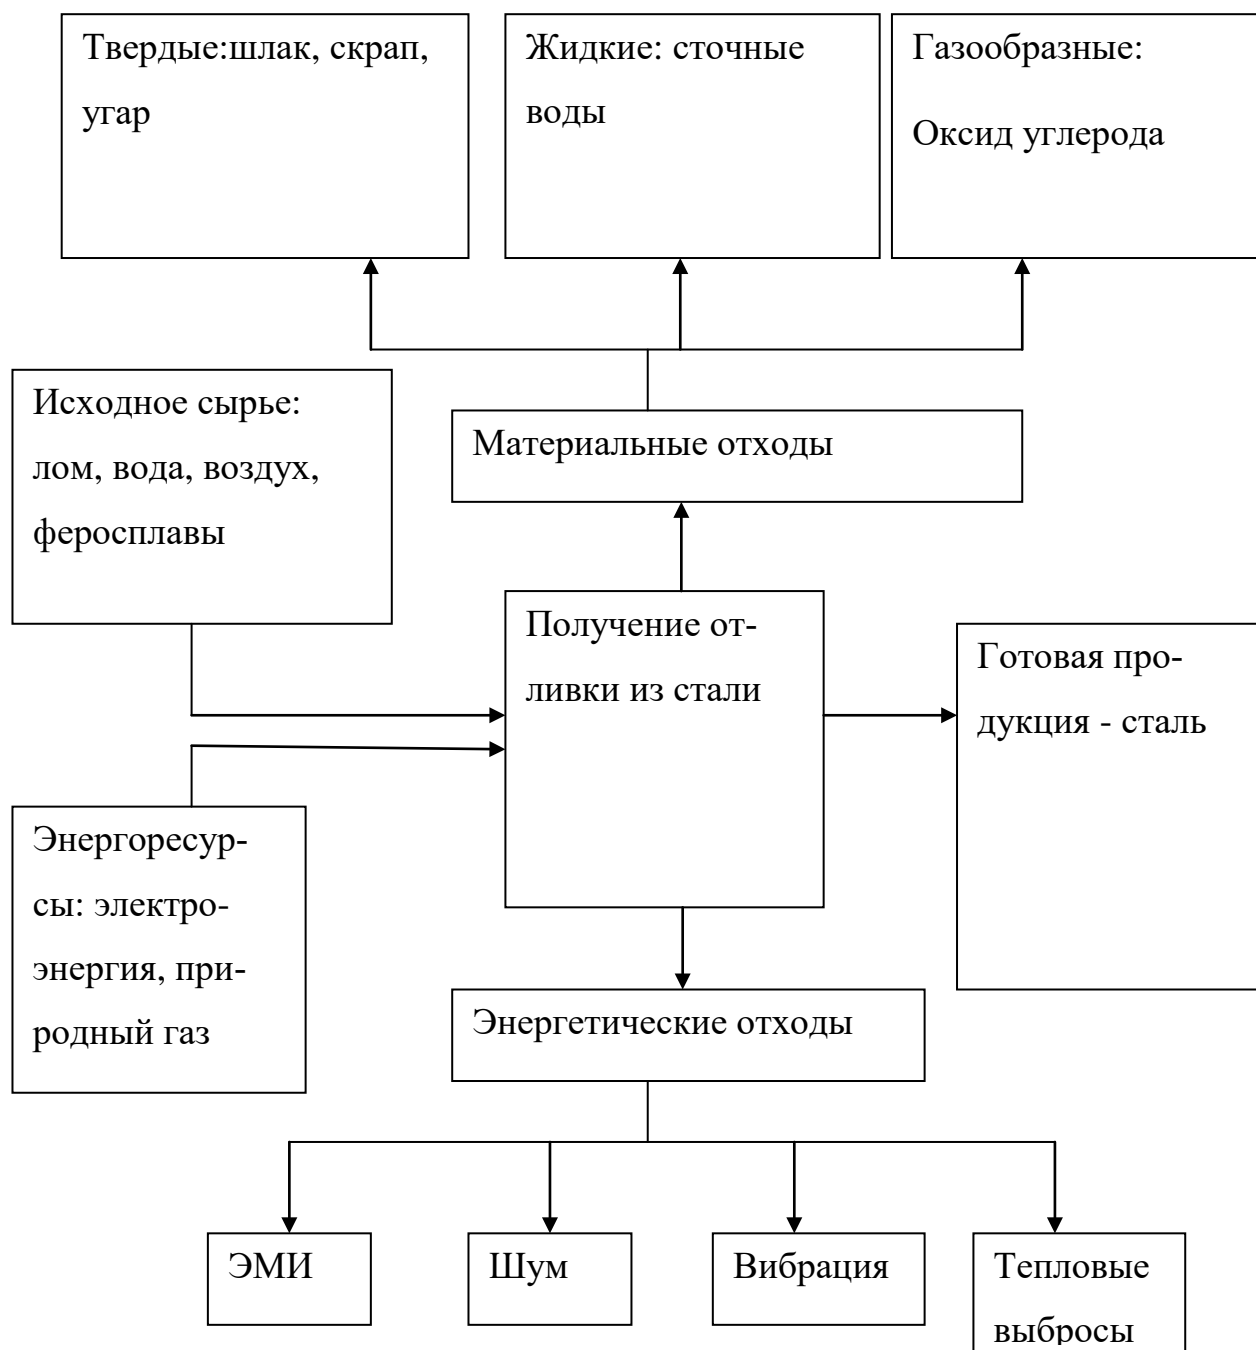 Твердые:шлак, скрап,
угар
Жидкие: сточные
воды
Газообразные:
Оксид углерода
Исходное сырье:
лом, вода, воздух,
феросплавы
Материальные отходы
Получение от-
ливки из стали
Готовая про-
дукция - сталь
Энергоресур-
сы: электро-
энергия, при-
родный газ
Энергетические отходы
ЭМИ
Шум
Вибрация
Тепловые
выбросы